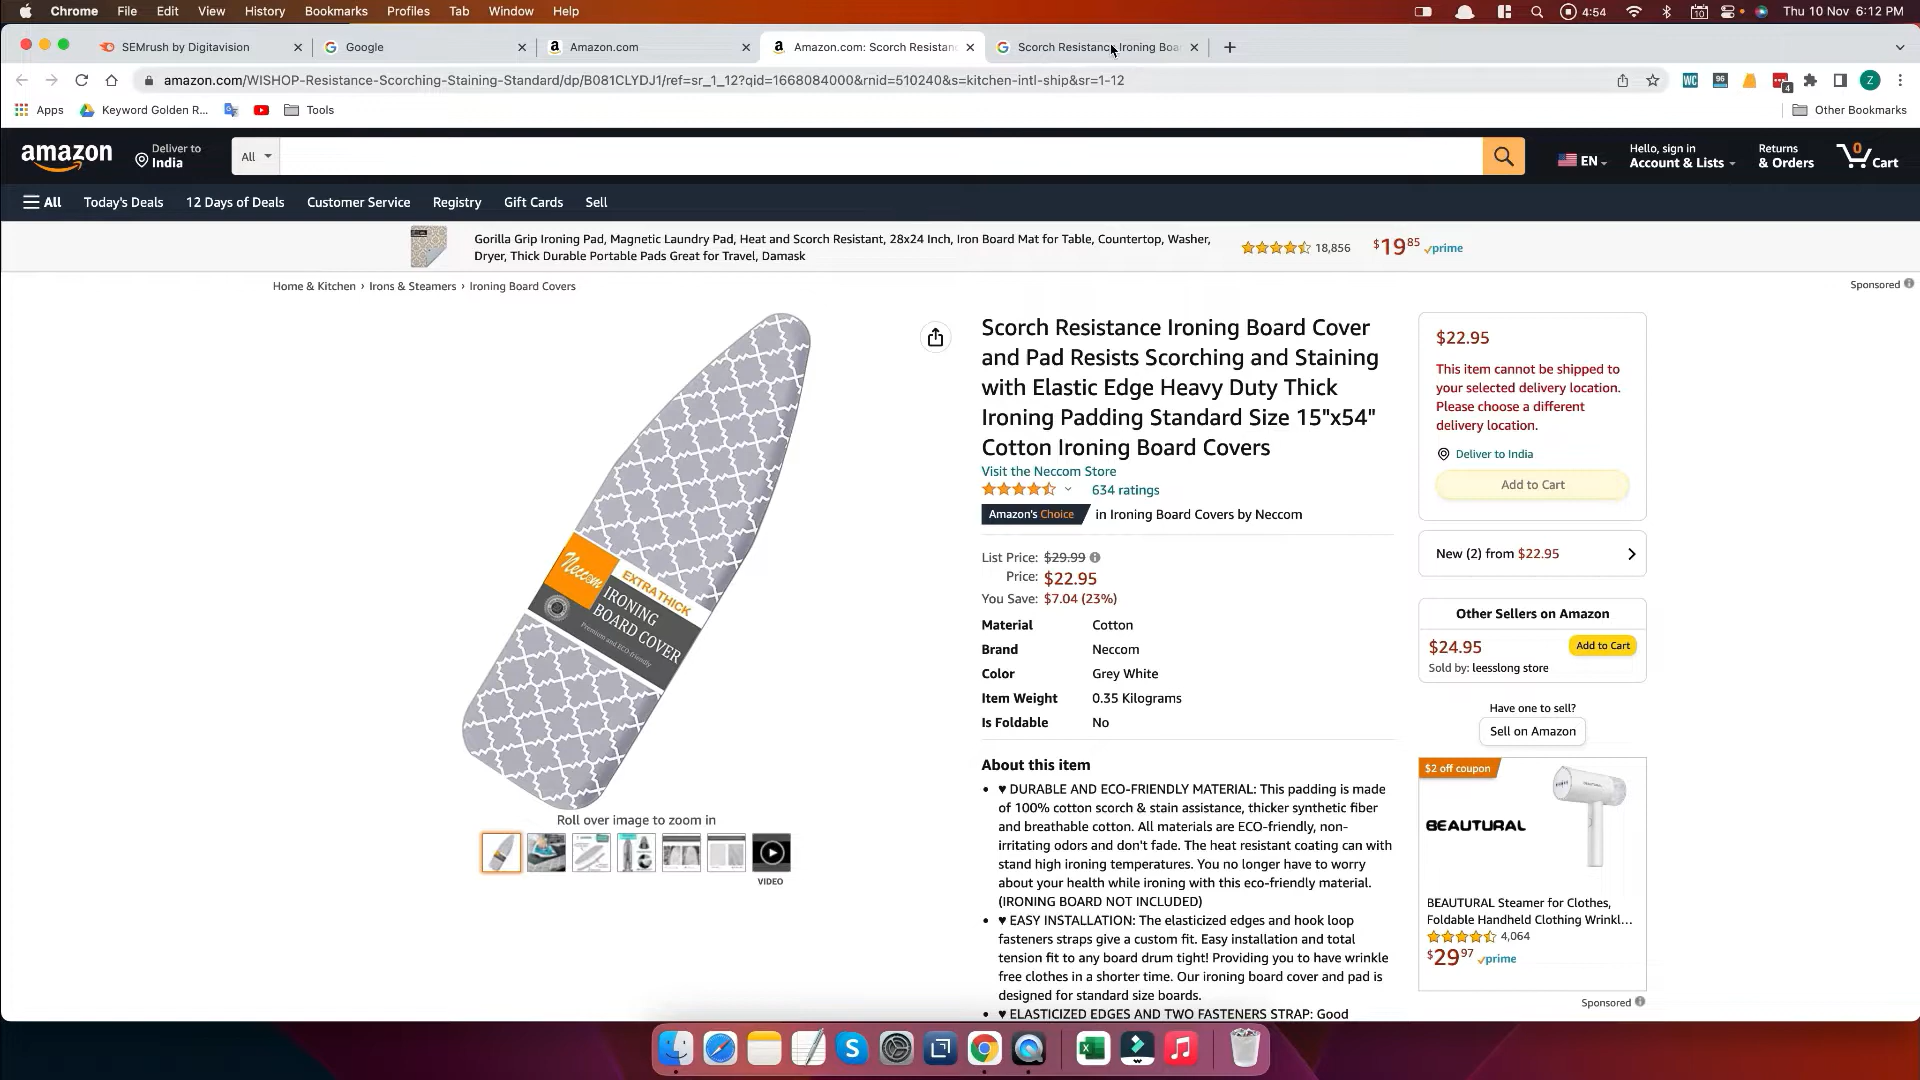 Chrome File Edit View History Bookmarks Profiles Tab Window Help
4:54
10
Thu 10 Nov 6:12 PM
SEMrush by Digitavision
Google
Amazon.com
Amazon.com: Scorch Resistan
Scorch Resistance Ironing Boa
amazon.com/WISHOP-Resistance-Scorching-Staining-Standard/dp/B081CLYDJ1/ref=sr_1_12?qid=1668084000&rnid=510240&s=kitchen-intl-ship&sr=1-12
WC
96
4
Z
Apps
Keyword Golden R...
Tools
Other Bookmarks
amazon
Deliver to
India
All
EN
Hello, sign in
Account & Lists
Returns
& Orders
0
Cart
All
Today's Deals
12 Days of Deals
Customer Service
Registry
Gift Cards
Sell
Gorilla Grip Ironing Pad, Magnetic Laundry Pad, Heat and Scorch Resistant, 28x24 Inch, Iron Board Mat for Table, Countertop, Washer,
Dryer, Thick Durable Portable Pads Great for Travel, Damask
18,856
$19 85
prime
Home & Kitchen › Irons & Steamers › Ironing Board Covers
Sponsored
Neccom
EXTRA THICK
IRONING
BOARD COVER
Premium and ECO-friendly
Roll over image to zoom in
VIDEO
Scorch Resistance Ironing Board Cover
and Pad Resists Scorching and Staining
with Elastic Edge Heavy Duty Thick
Ironing Padding Standard Size 15"x54"
Cotton Ironing Board Covers
Visit the Neccom Store
634 ratings
Amazon's Choice
in Ironing Board Covers by Neccom
List Price: $29.99
Price: $22.95
You Save: $7.04 (23%)
Material Cotton
Brand Neccom
Color Grey White
Item Weight 0.35 Kilograms
Is Foldable No
About this item
• ♥ DURABLE AND ECO-FRIENDLY MATERIAL: This padding is made
of 100% cotton scorch & stain assistance, thicker synthetic fiber
and breathable cotton. All materials are ECO-friendly, non-
irritating odors and don't fade. The heat resistant coating can with
stand high ironing temperatures. You no longer have to worry
about your health while ironing with this eco-friendly material.
(IRONING BOARD NOT INCLUDED)
• ♥ EASY INSTALLATION: The elasticized edges and hook loop
fasteners straps give a custom fit. Easy installation and total
tension fit to any board drum tight! Providing you to have wrinkle
free clothes in a shorter time. Our ironing board cover and pad is
designed for standard size boards.
• ♥ ELASTICIZED EDGES AND TWO FASTENERS STRAP: Good
$22.95
This item cannot be shipped to
your selected delivery location.
Please choose a different
delivery location.
Deliver to India
Add to Cart
New (2) from $22.95
Other Sellers on Amazon
$24.95
Add to Cart
Sold by: leesslong store
Have one to sell?
Sell on Amazon
$2 off coupon
BEAUTURAL
BEAUTURAL Steamer for Clothes,
Foldable Handheld Clothing Wrinkl...
4,064
$29 97
prime
Sponsored